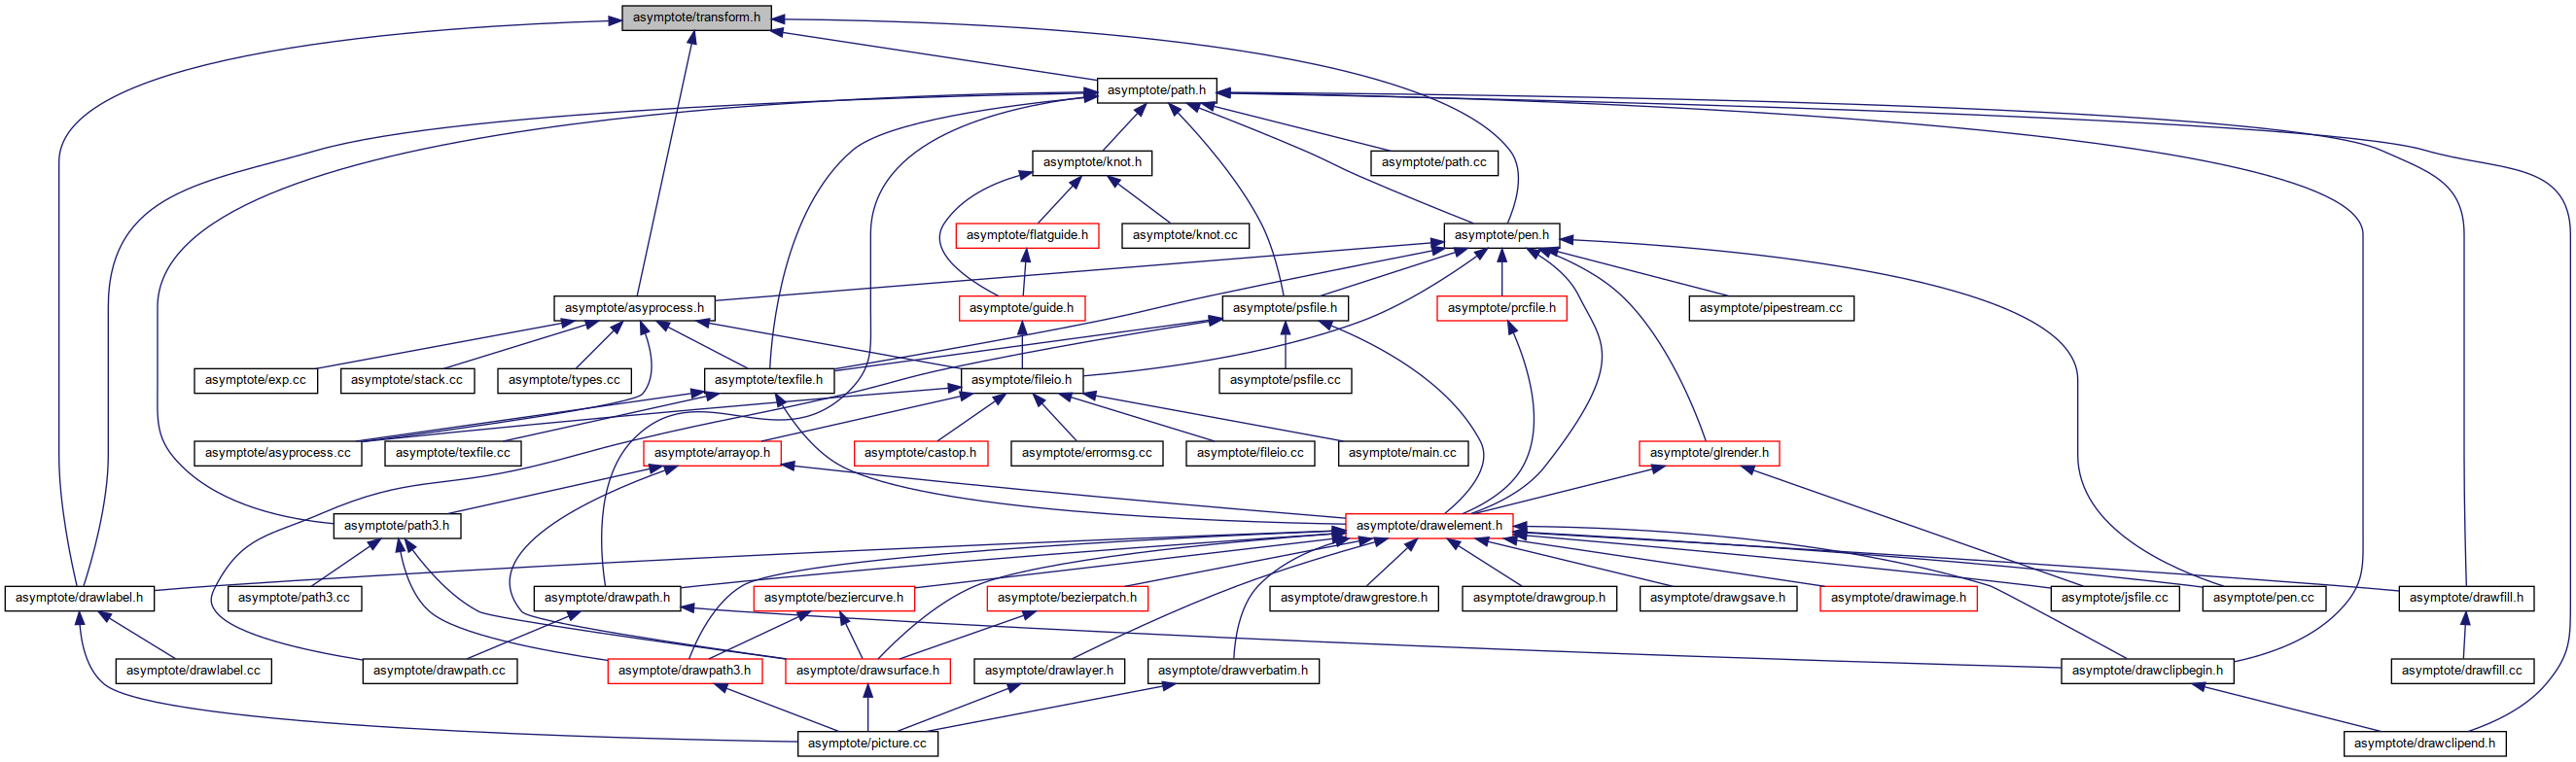 asymptote/transform.h
asymptote/path.h
asymptote/knot.h
asymptote/path.cc
asymptote/flatguide.h
asymptote/knot.cc
asymptote/pen.h
asymptote/asyprocess.h
asymptote/guide.h
asymptote/psfile.h
asymptote/prcfile.h
asymptote/pipestream.cc
asymptote/exp.cc
asymptote/stack.cc
asymptote/types.cc
asymptote/texfile.h
asymptote/fileio.h
asymptote/psfile.cc
asymptote/asyprocess.cc
asymptote/texfile.cc
asymptote/arrayop.h
asymptote/castop.h
asymptote/errormsg.cc
asymptote/fileio.cc
asymptote/main.cc
asymptote/glrender.h
asymptote/path3.h
asymptote/drawelement.h
asymptote/drawlabel.h
asymptote/path3.cc
asymptote/drawpath.h
asymptote/beziercurve.h
asymptote/bezierpatch.h
asymptote/drawgrestore.h
asymptote/drawgroup.h
asymptote/drawgsave.h
asymptote/drawimage.h
asymptote/jsfile.cc
asymptote/pen.cc
asymptote/drawfill.h
asymptote/drawlabel.cc
asymptote/drawpath.cc
asymptote/drawpath3.h
asymptote/drawsurface.h
asymptote/drawlayer.h
asymptote/drawverbatim.h
asymptote/drawclipbegin.h
asymptote/drawfill.cc
asymptote/picture.cc
asymptote/drawclipend.h